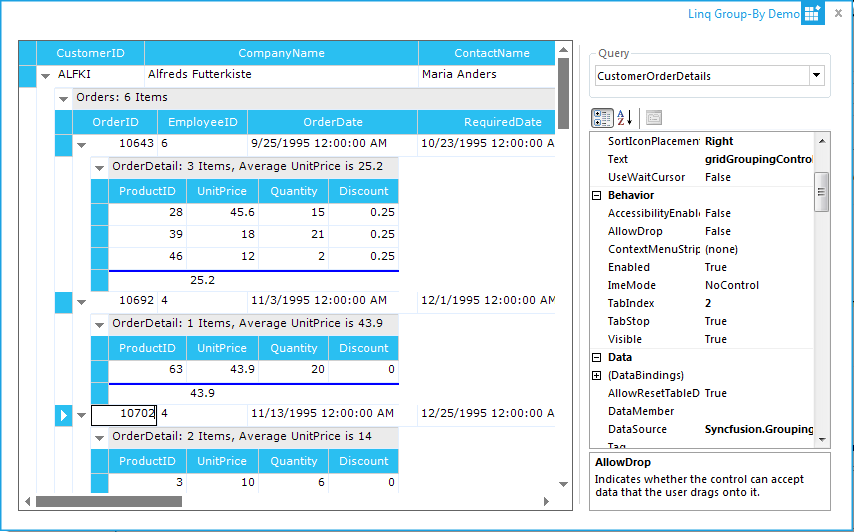 Linq Group-By Demo
CustomerID CompanyName ContactName
ALFKI Alfreds Futterkiste Maria Anders
Orders: 6 Items
OrderID EmployeeID OrderDate RequiredDate
10643 6 9/25/1995 12:00:00 AM 10/23/1995 12:00:00 AM
OrderDetail: 3 Items, Average UnitPrice is 25.2
ProductID UnitPrice Quantity Discount
28 45.6 15 0.25
39 18 21 0.25
46 12 2 0.25
25.2
10692 4 11/3/1995 12:00:00 AM 12/1/1995 12:00:00 AM
OrderDetail: 1 Items, Average UnitPrice is 43.9
ProductID UnitPrice Quantity Discount
63 43.9 20 0
43.9
10702 4 11/13/1995 12:00:00 AM 12/25/1995 12:00:00 AM
OrderDetail: 2 Items, Average UnitPrice is 14
ProductID UnitPrice Quantity Discount
3 10 6 0
Query
CustomerOrderDetails
SortIconPlacement Right
Text gridGroupingContro
UseWaitCursor False
Behavior
AccessibilityEnable False
AllowDrop False
ContextMenuStrip (none)
Enabled True
ImeMode NoControl
TabIndex 2
TabStop True
Visible True
Data
(DataBindings)
AllowResetTableD True
DataMember
DataSource Syncfusion.Grouping
AllowDrop
Indicates whether the control can accept
data that the user drags onto it.